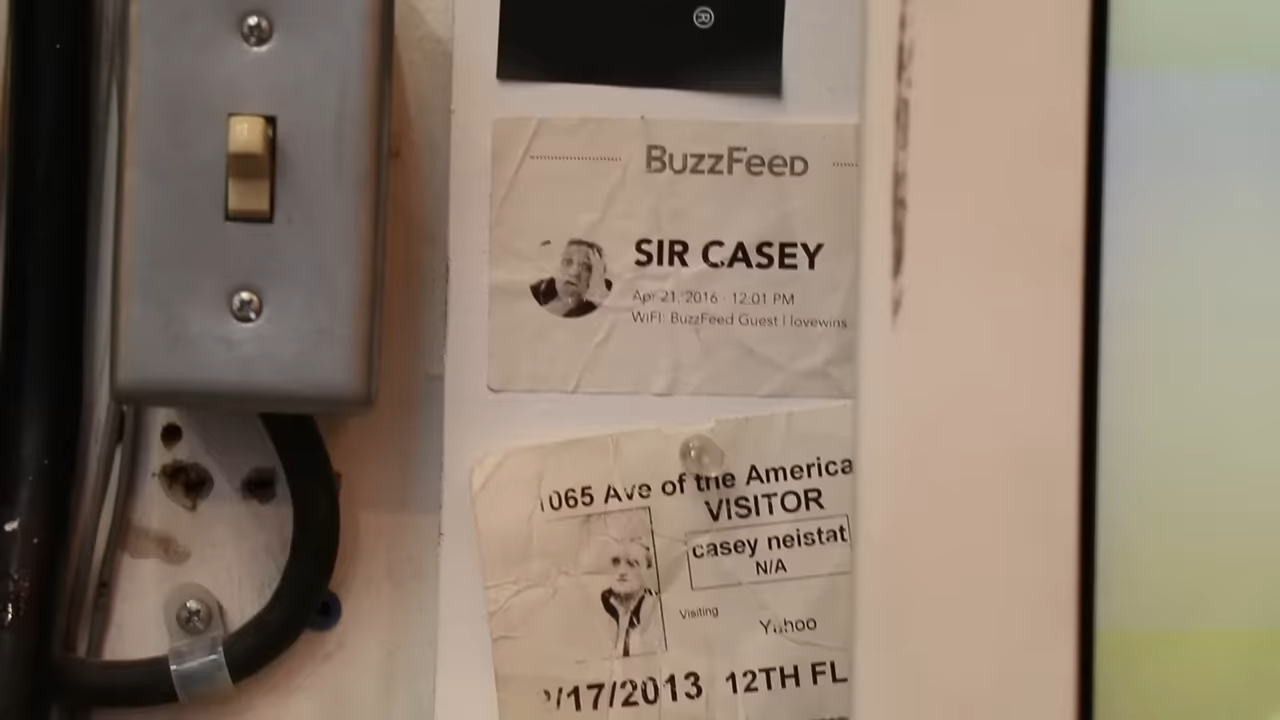 ®
BuzzFeed
SIR CASEY
Apr 21, 2016 · 12:01 PM
WiFi: BuzzFeed Guest | lovewins
1065 Ave of the America
VISITOR
casey neistat
N/A
Visiting
Yahoo
/17/2013 12TH FL